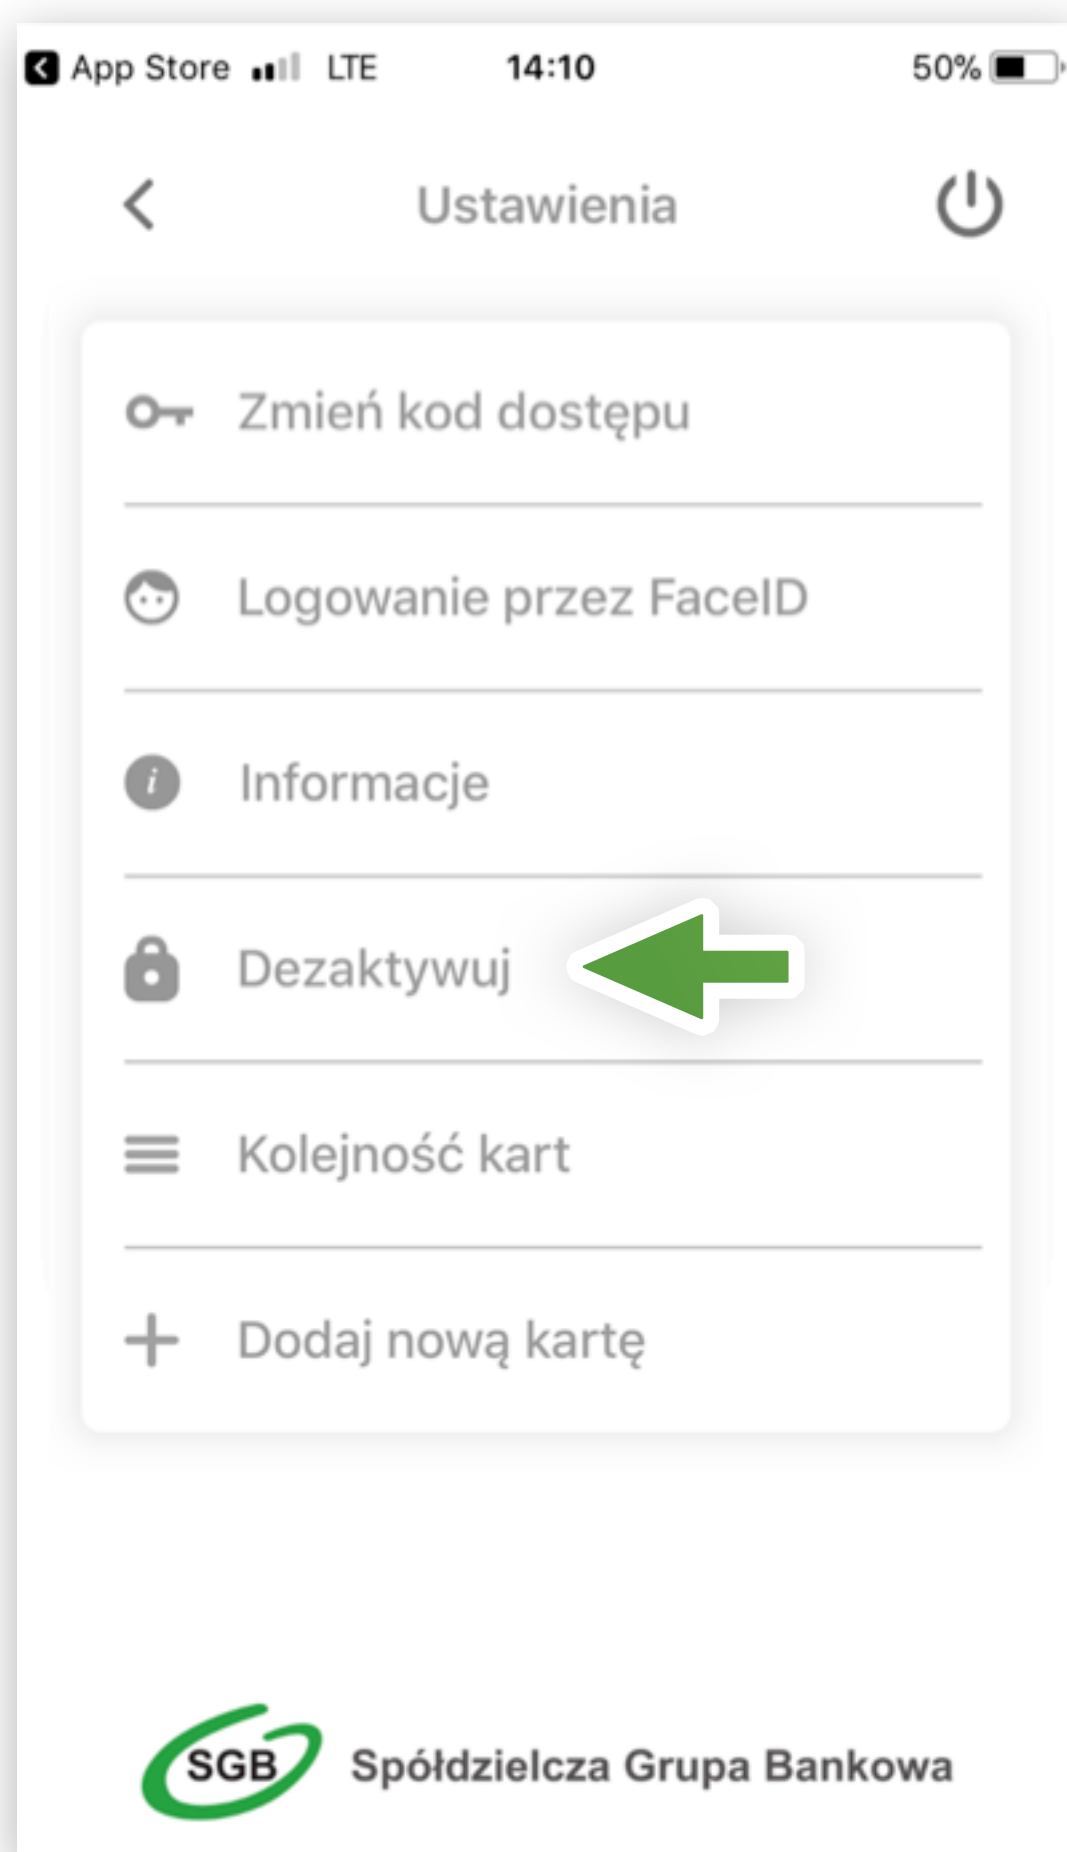 App Store LTE 14:10 50%
Ustawienia
Zmień kod dostępu
Logowanie przez FaceID
Informacje
Dezaktywuj
Kolejność kart
Dodaj nową kartę
SGB Spółdzielcza Grupa Bankowa